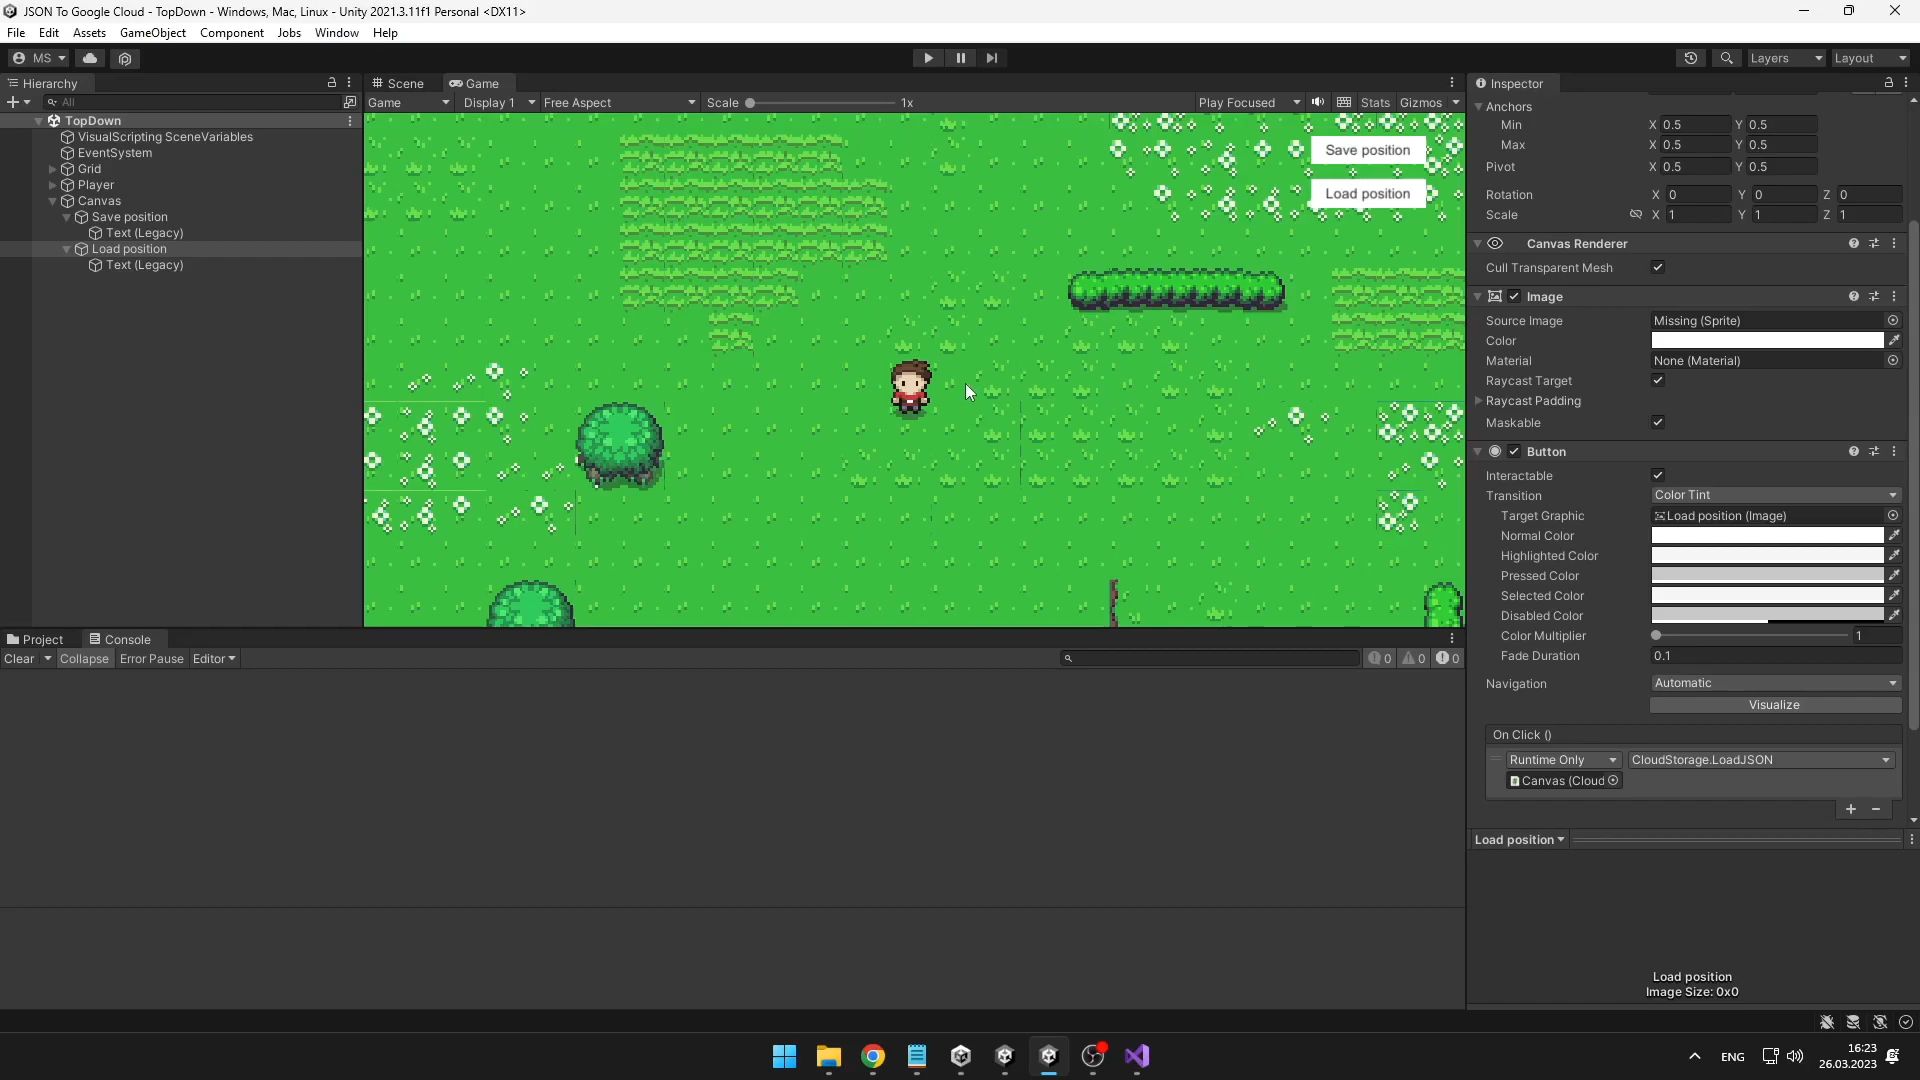 JSON To Google Cloud - TopDown - Windows, Mac, Linux - Unity 2021.3.11f1 Personal <DX11>
File Edit Assets GameObject Component Jobs Window Help
MS Layers Layout
Hierarchy
All
TopDown
VisualScripting SceneVariables
EventSystem
Grid
Player
Canvas
Save position
Text (Legacy)
Load position
Text (Legacy)
Scene Game
Game Display 1 Free Aspect Scale 1x Play Focused Stats Gizmos
Save position
Load position
Project Console
Clear Collapse Error Pause Editor 0 0 0
Inspector
Anchors
Min X 0.5 Y 0.5
Max X 0.5 Y 0.5
Pivot X 0.5 Y 0.5
Rotation X 0 Y 0 Z 0
Scale X 1 Y 1 Z 1
Canvas Renderer
Cull Transparent Mesh
Image
Source Image Missing (Sprite)
Color
Material None (Material)
Raycast Target
Raycast Padding
Maskable
Button
Interactable
Transition Color Tint
Target Graphic Load position (Image)
Normal Color
Highlighted Color
Pressed Color
Selected Color
Disabled Color
Color Multiplier 1
Fade Duration 0.1
Navigation Automatic
Visualize
On Click ()
Runtime Only CloudStorage.LoadJSON
Canvas (Cloud
Load position
Load position
Image Size: 0x0
ENG
16:23
26.03.2023